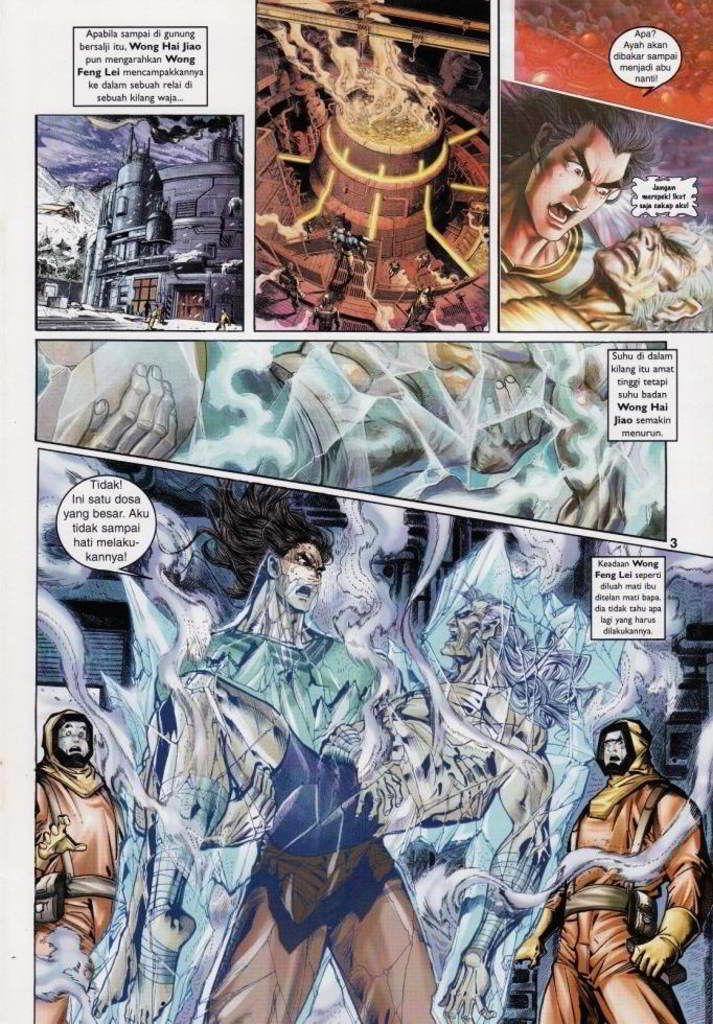 Apabila sampai di gunung
bersalji itu, Wong Hai Jiao
pun mengarahkan Wong
Feng Lei mencampakkannya
ke dalam sebuah relai di
sebuah kilang waja...
Apa?
Ayah akan
dibakar sampai
menjadi abu
nanti!
Jangan
merepek! Ikut
saja cakap aku!
Suhu di dalam
kilang itu amat
tinggi tetapi
suhu badan
Wong Hai
Jiao semakin
menurun.
Tidak!
Ini satu dosa
yang besar. Aku
tidak sampai
hati melaku-
kannya!
3
Keadaan Wong
Feng Lei seperti
diluah mati ibu
ditelan mati bapa.
dia tidak tahu apa
lagi yang harus
dilakukannya.